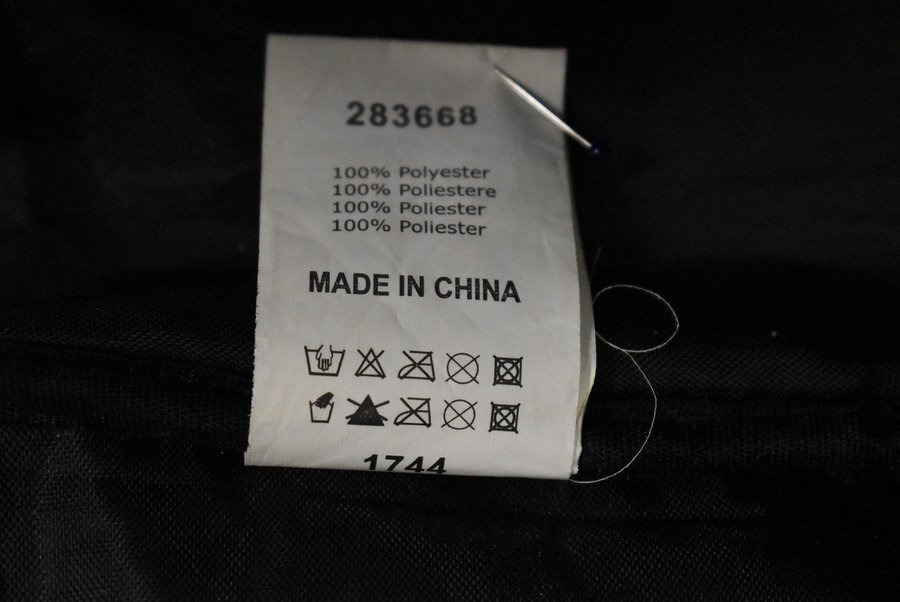 283668
100% Polyester
100% Poliestere
100% Poliester
100% Poliester
MADE IN CHINA
1744